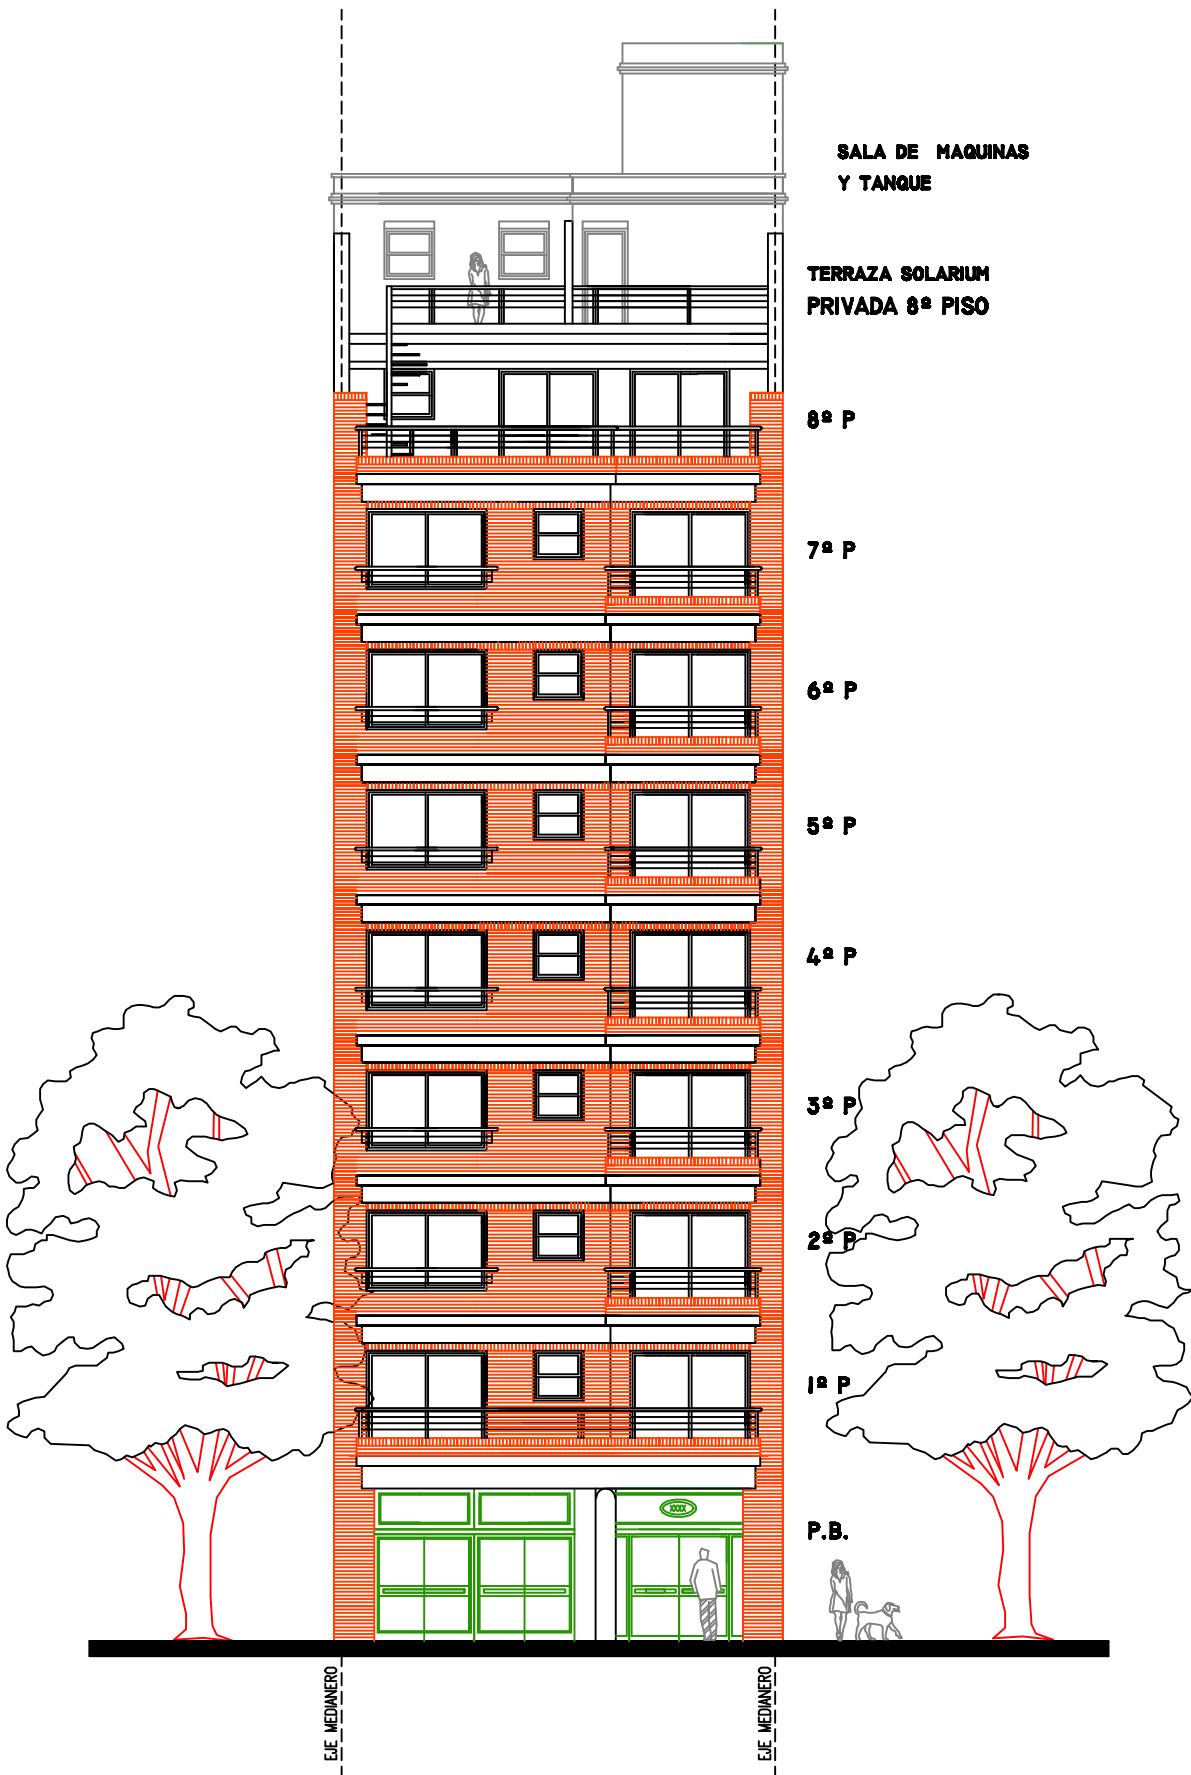 SALA DE MAQUINAS
Y TANQUE
TERRAZA SOLARIUM
PRIVADA 8º PISO
8º P
7º P
6º P
5º P
4º P
3º P
2º P
1º P
XXXX
P.B.
EJE MEDIANERO
EJE MEDIANERO